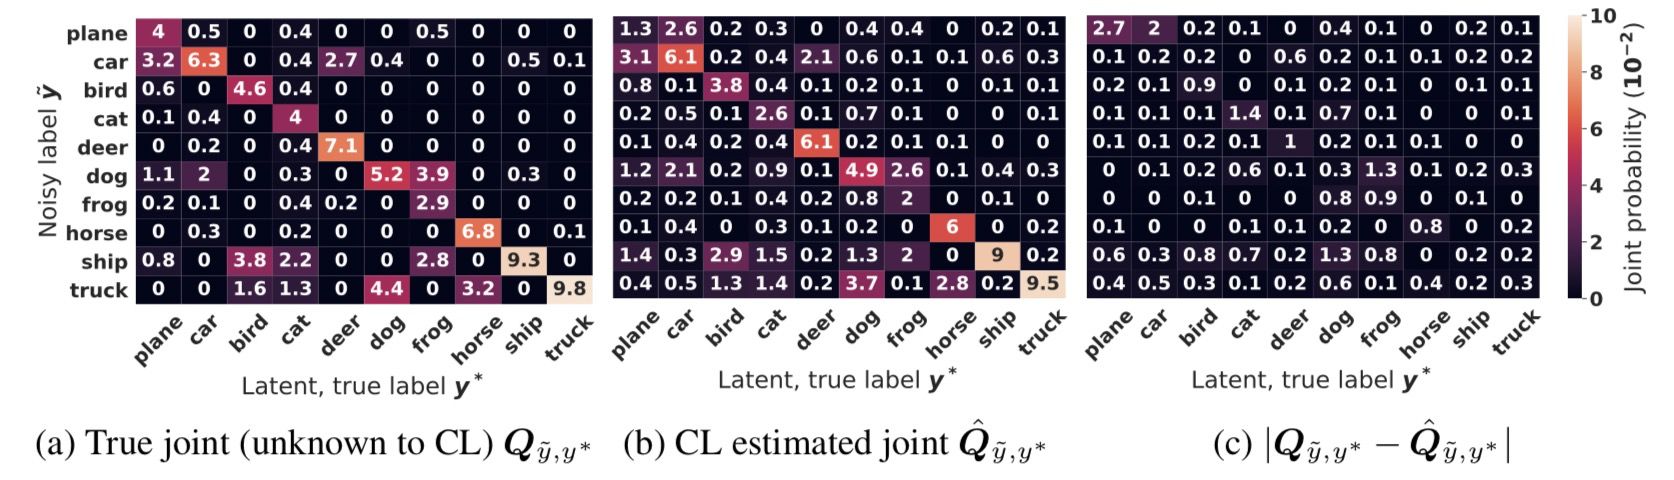 Noisy label ỹ
plane 4 0.5 0 0.4 0 0 0.5 0 0 0
car 3.2 6.3 0 0.4 2.7 0.4 0 0 0.5 0.1
bird 0.6 0 4.6 0.4 0 0 0 0 0 0
cat 0.1 0.4 0 4 0 0 0 0 0 0
deer 0 0.2 0 0.4 7.1 0 0 0 0 0
dog 1.1 2 0 0.3 0 5.2 3.9 0 0.3 0
frog 0.2 0.1 0 0.4 0.2 0 2.9 0 0 0
horse 0 0.3 0 0.2 0 0 0 6.8 0 0.1
ship 0.8 0 3.8 2.2 0 0 2.8 0 9.3 0
truck 0 0 1.6 1.3 0 4.4 0 3.2 0 9.8
plane car bird cat deer dog frog horse ship truck
Latent, true label y*
(a) True joint (unknown to CL) Q_ỹ,y*
1.3 2.6 0.2 0.3 0 0.4 0.4 0 0.2 0.1
3.1 6.1 0.2 0.4 2.1 0.6 0.1 0.1 0.6 0.3
0.8 0.1 3.8 0.4 0.1 0.2 0.1 0 0.1 0.1
0.2 0.5 0.1 2.6 0.1 0.7 0.1 0 0 0.1
0.1 0.4 0.2 0.4 6.1 0.2 0.1 0.1 0 0
1.2 2.1 0.2 0.9 0.1 4.9 2.6 0.1 0.4 0.3
0.2 0.2 0.1 0.4 0.2 0.8 2 0 0.1 0
0.1 0.4 0 0.3 0.1 0.2 0 6 0 0.2
1.4 0.3 2.9 1.5 0.2 1.3 2 0 9 0.2
0.4 0.5 1.3 1.4 0.2 3.7 0.1 2.8 0.2 9.5
plane car bird cat deer dog frog horse ship truck
Latent, true label y*
(b) CL estimated joint Q̂_ỹ,y*
2.7 2 0.2 0.1 0 0.4 0.1 0 0.2 0.1
0.1 0.2 0.2 0 0.6 0.2 0.1 0.1 0.2 0.2
0.2 0.1 0.9 0 0.1 0.2 0.1 0 0.1 0.1
0.1 0.1 0.1 1.4 0.1 0.7 0.1 0 0 0.1
0.1 0.1 0.2 0.1 1 0.2 0.1 0.1 0 0
0 0.1 0.2 0.6 0.1 0.3 1.3 0.1 0.2 0.3
0 0 0.1 0 0 0.8 0.9 0 0.1 0
0.1 0 0 0.1 0.1 0.2 0 0.8 0 0.2
0.6 0.3 0.8 0.7 0.2 1.3 0.8 0 0.2 0.2
0.4 0.5 0.3 0.1 0.2 0.6 0.1 0.4 0.2 0.3
plane car bird cat deer dog frog horse ship truck
Latent, true label y*
(c) |Q_ỹ,y* − Q̂_ỹ,y*|
10
8
6
4
2
0
Joint probability (10⁻²)